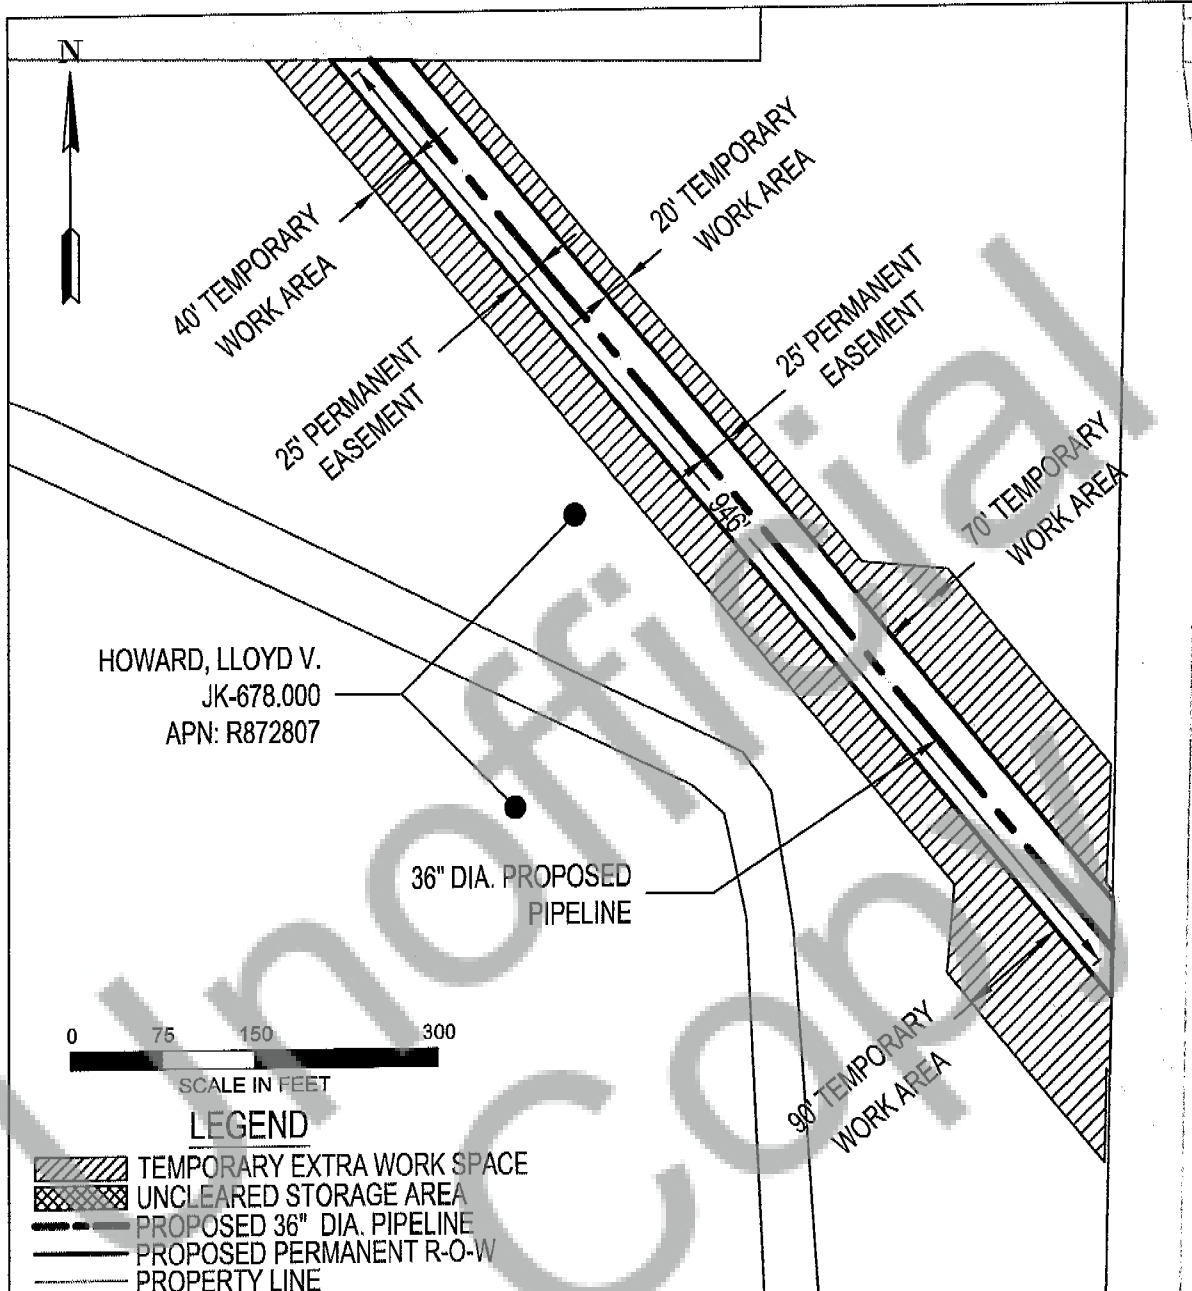 N
20' TEMPORARY
WORK AREA
40' TEMPORARY
WORK AREA
25' PERMANENT
EASEMENT
25' PERMANENT
EASEMENT
70' TEMPORARY
WORK AREA
946'
HOWARD, LLOYD V.
JK-678.000
APN: R872807
36" DIA. PROPOSED
PIPELINE
90' TEMPORARY
WORK AREA
0 75 150 300
SCALE IN FEET
LEGEND
TEMPORARY EXTRA WORK SPACE
UNCLEARED STORAGE AREA
PROPOSED 36" DIA. PIPELINE
PROPOSED PERMANENT R-O-W
PROPERTY LINE
Unofficial
Copy